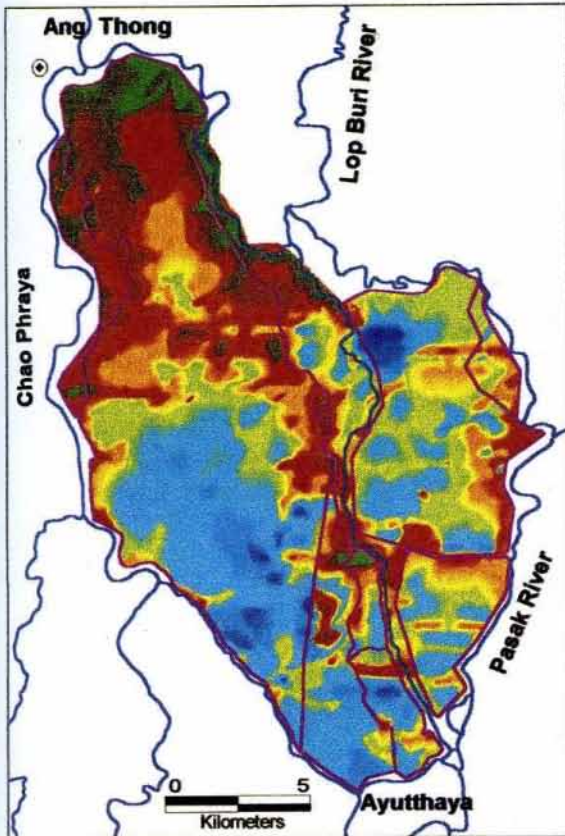 Ang Thong
Lop Buri River
Chao Phraya
Pasak River
0 5
Kilometers
Ayutthaya